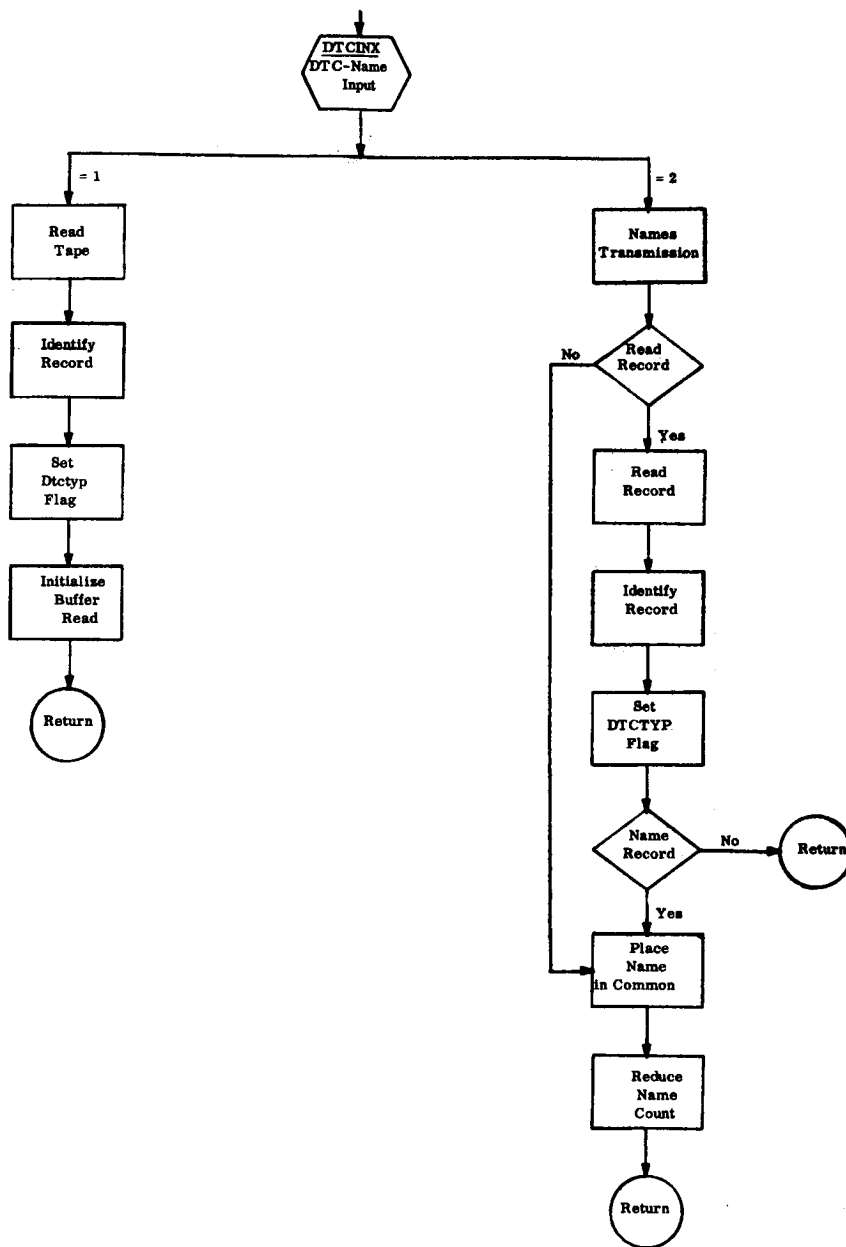 DTCINX
DTC-Name
Input
= 1
= 2
Read
Tape
Identify
Record
Set
Dtctyp
Flag
Initialize
Buffer
Read
Return
Names
Transmission
Read
Record
No
Yes
Read
Record
Identify
Record
Set
DTCTYP
Flag
Name
Record
No
Return
Yes
Place
Name
in Common
Reduce
Name
Count
Return